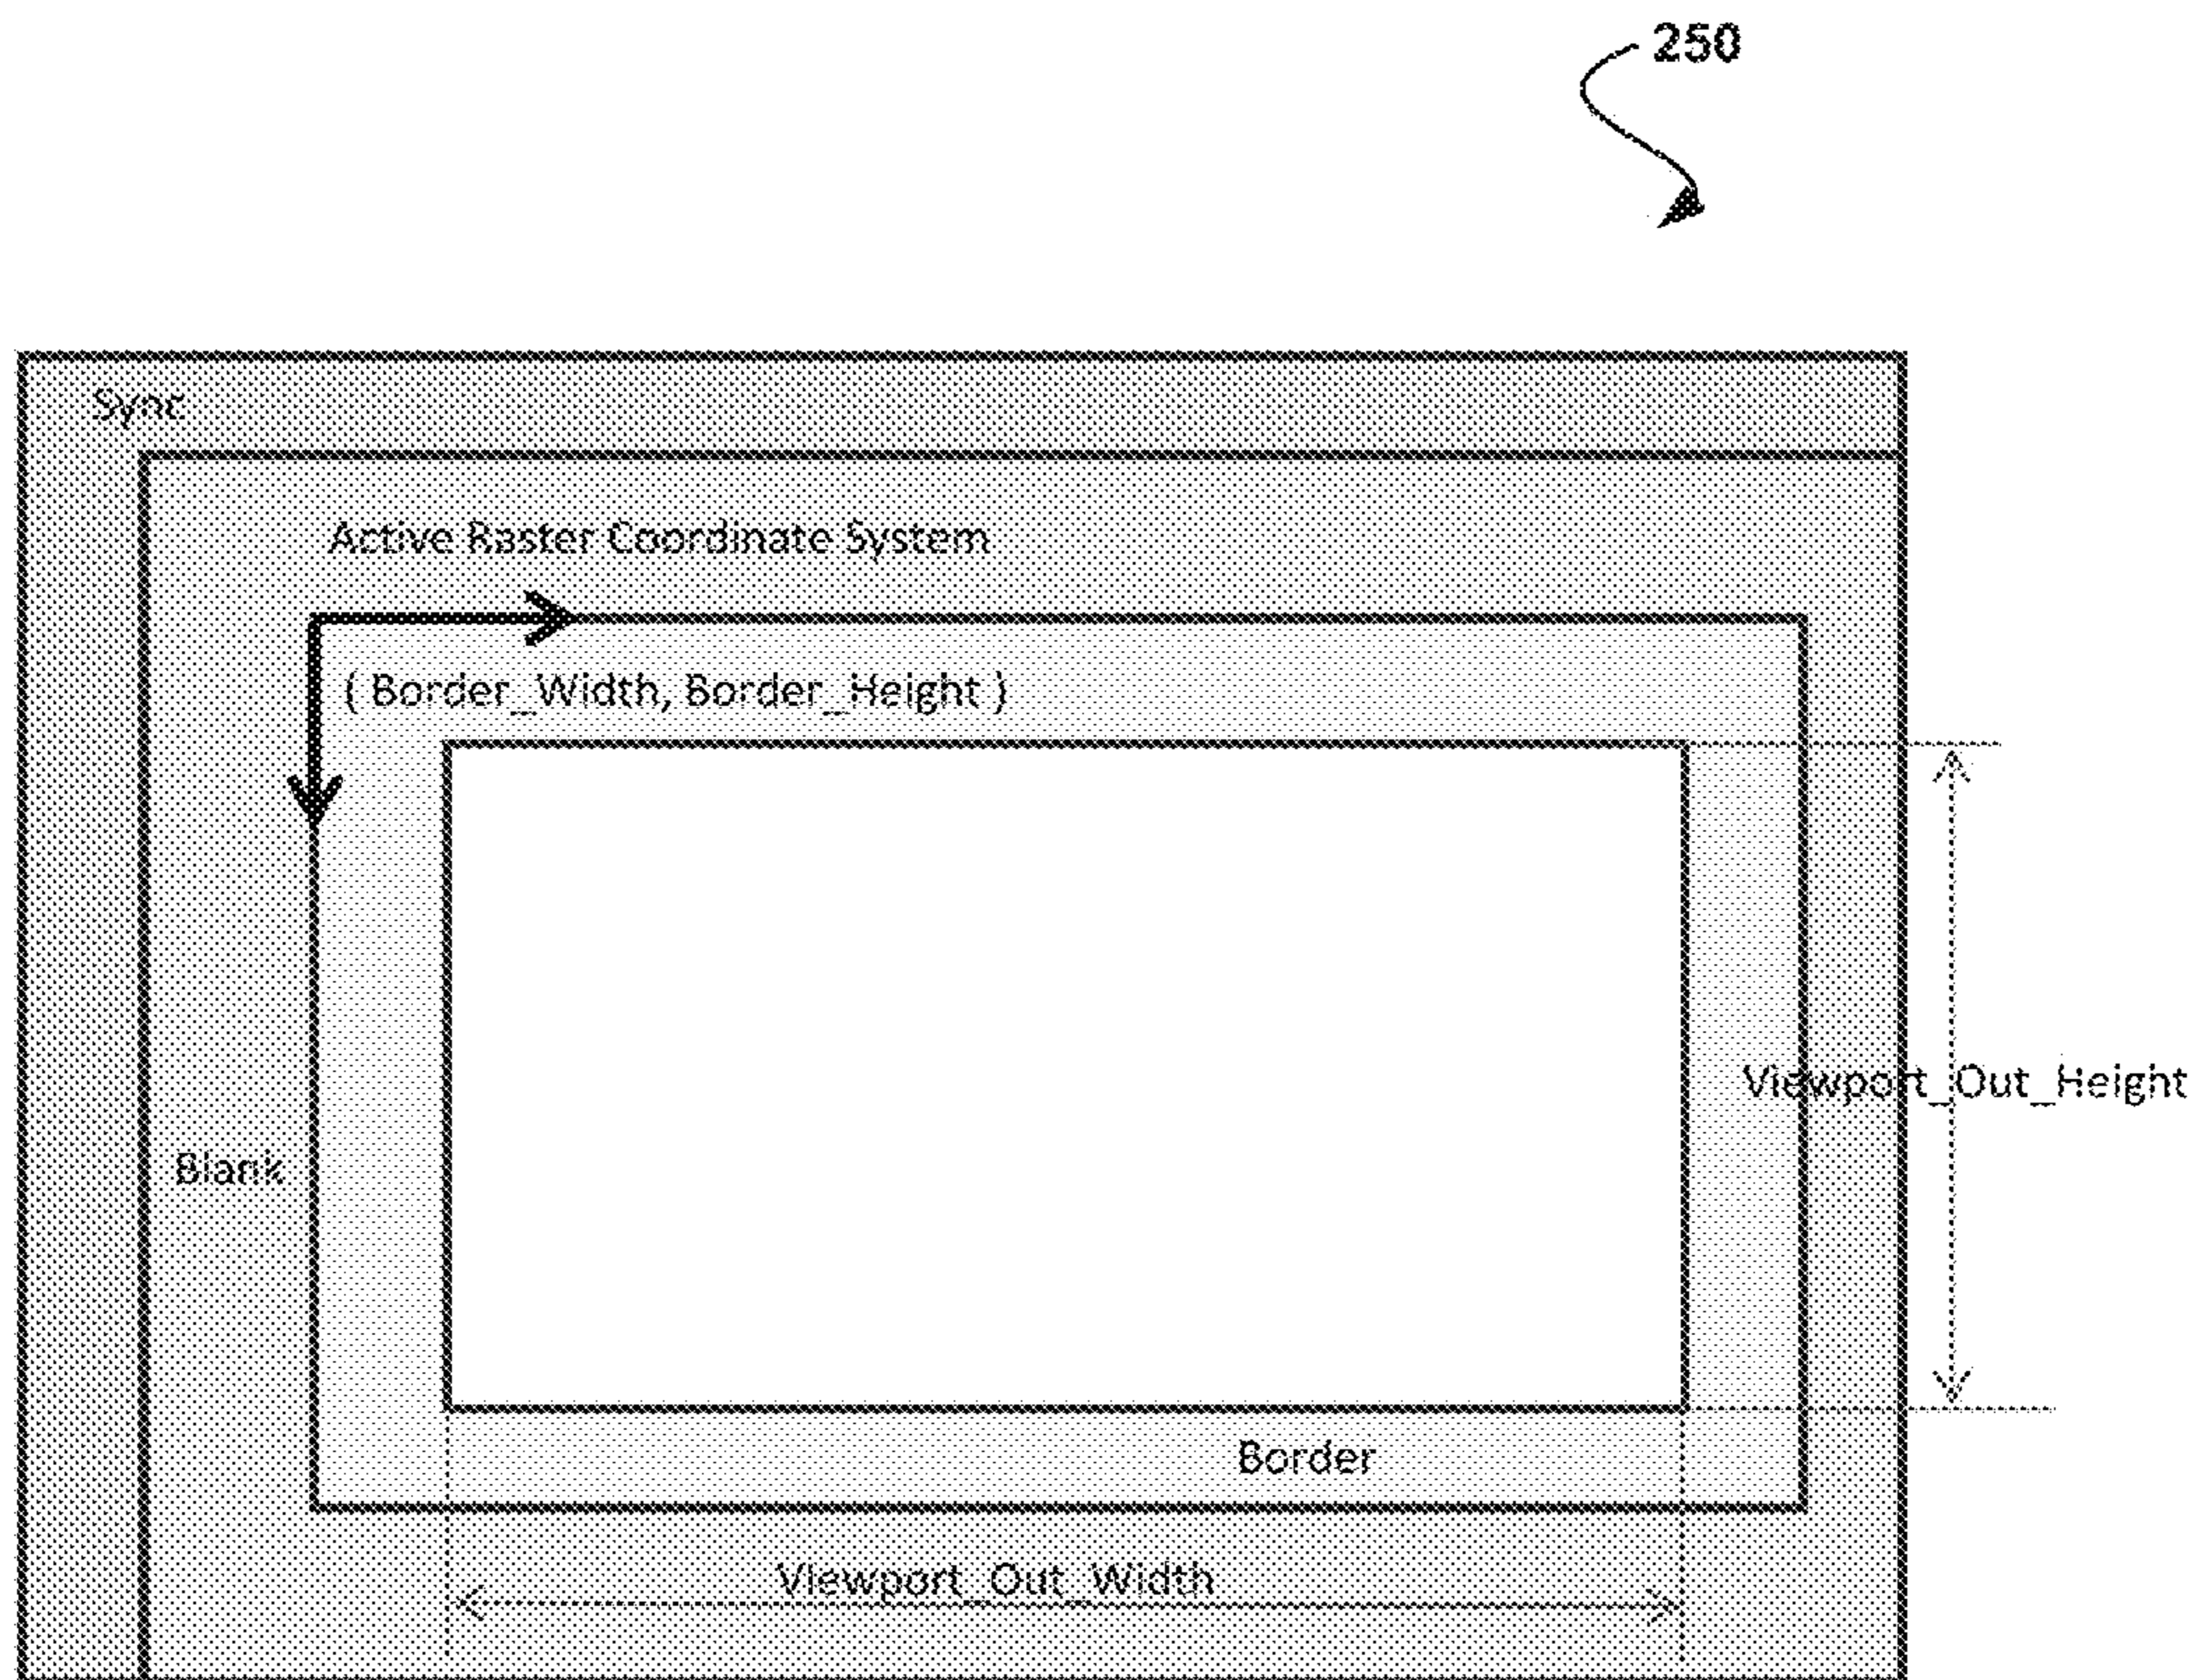 250
Sync
Active Raster Coordinate System
( Border_Width, Border_Height )
Viewport_Out_Height
Blank
Border
Viewport_Out_Width